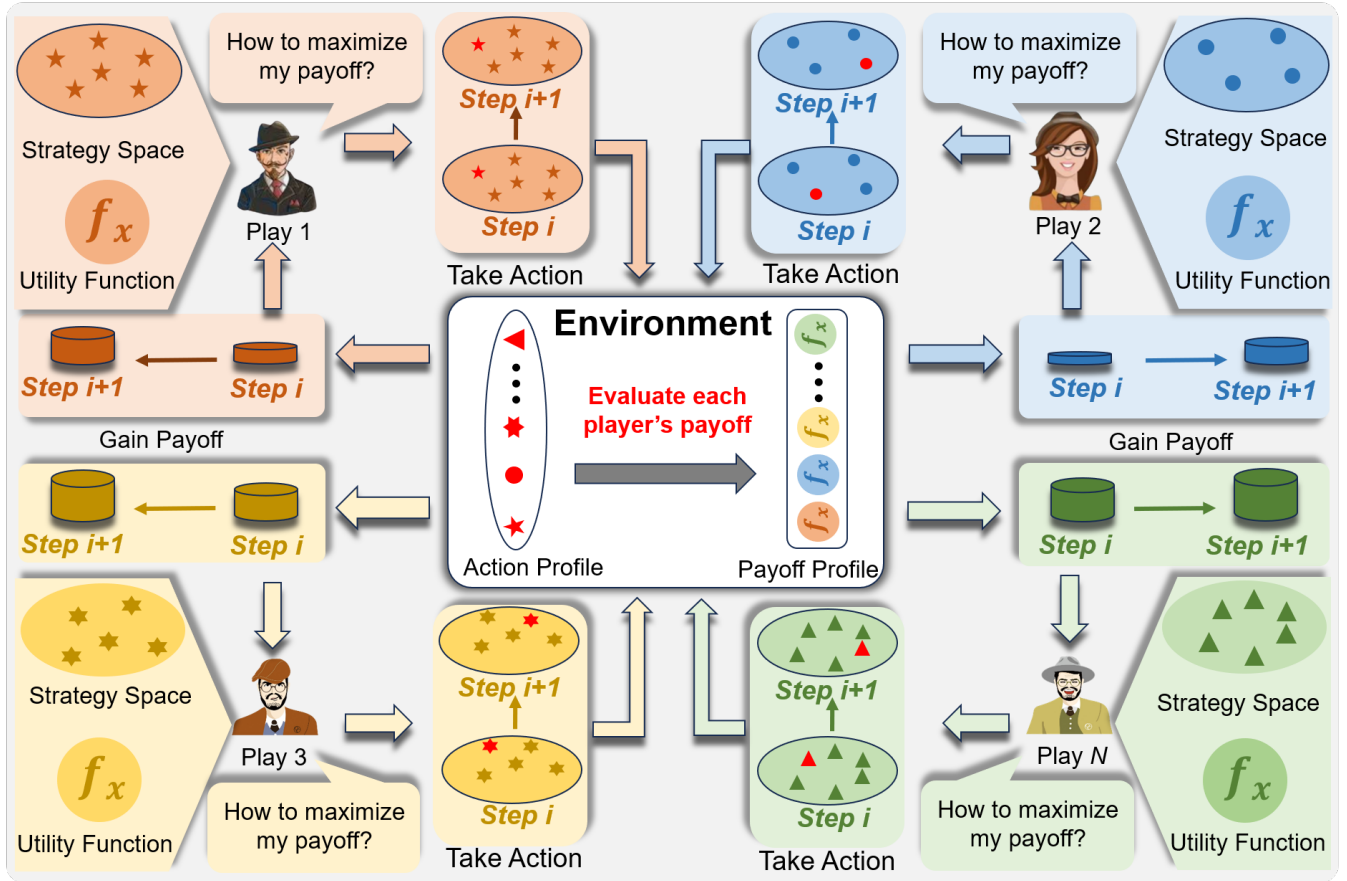 How to maximize
my payoff?
Strategy Space
f x
Utility Function
Play 1
Step i+1
Step i
Take Action
Step i+1
Step i
Take Action
How to maximize
my payoff?
Play 2
Strategy Space
f x
Utility Function
Step i+1
Step i
Gain Payoff
Environment
Evaluate each
player's payoff
Action Profile
f x
f x
f x
f x
Payoff Profile
Step i
Step i+1
Gain Payoff
Step i+1
Step i
Step i
Step i+1
Strategy Space
f x
Utility Function
Play 3
How to maximize
my payoff?
Step i+1
Step i
Take Action
Step i+1
Step i
Take Action
Play N
How to maximize
my payoff?
Strategy Space
f x
Utility Function